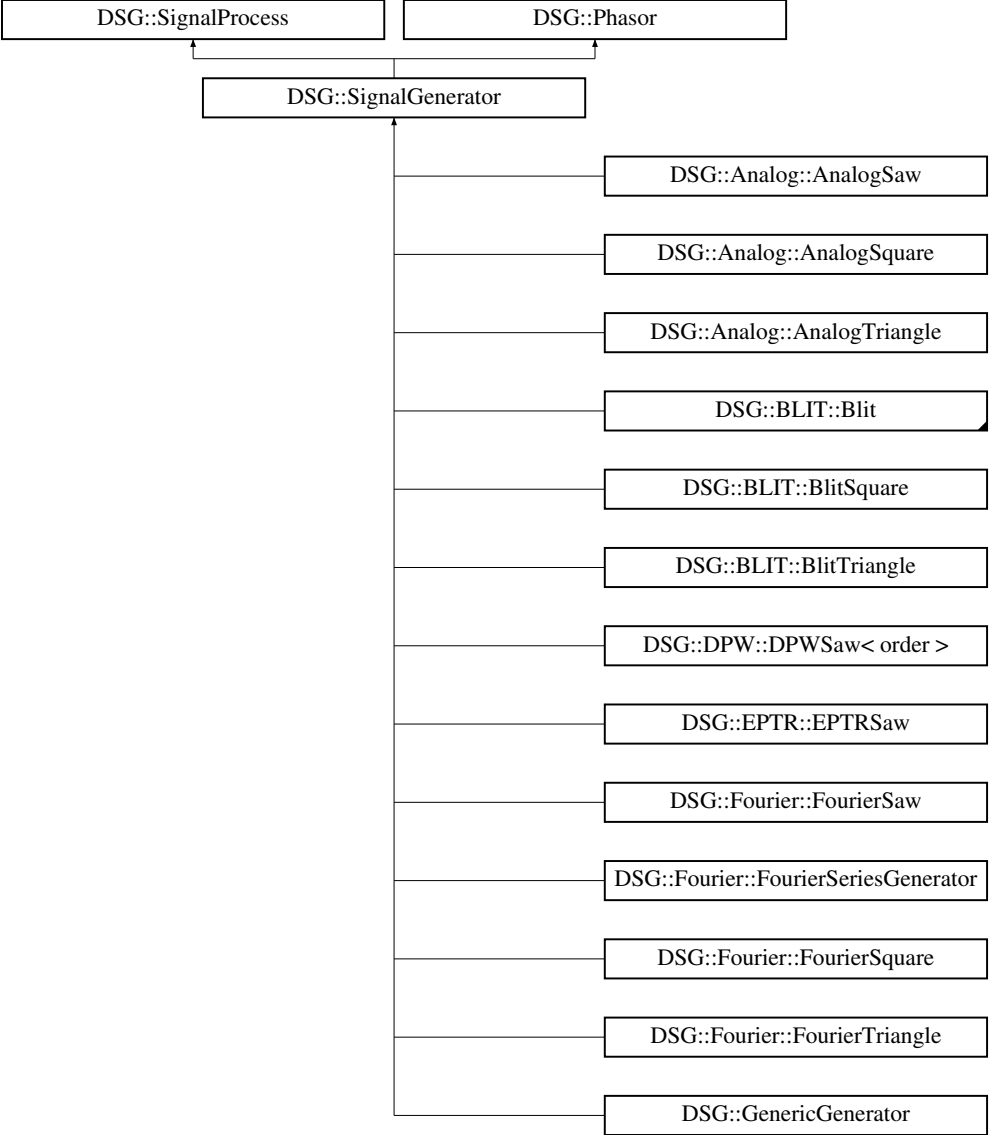 DSG::SignalProcess
DSG::Phasor
DSG::SignalGenerator
DSG::Analog::AnalogSaw
DSG::Analog::AnalogSquare
DSG::Analog::AnalogTriangle
DSG::BLIT::Blit
DSG::BLIT::BlitSquare
DSG::BLIT::BlitTriangle
DSG::DPW::DPWSaw< order >
DSG::EPTR::EPTRSaw
DSG::Fourier::FourierSaw
DSG::Fourier::FourierSeriesGenerator
DSG::Fourier::FourierSquare
DSG::Fourier::FourierTriangle
DSG::GenericGenerator